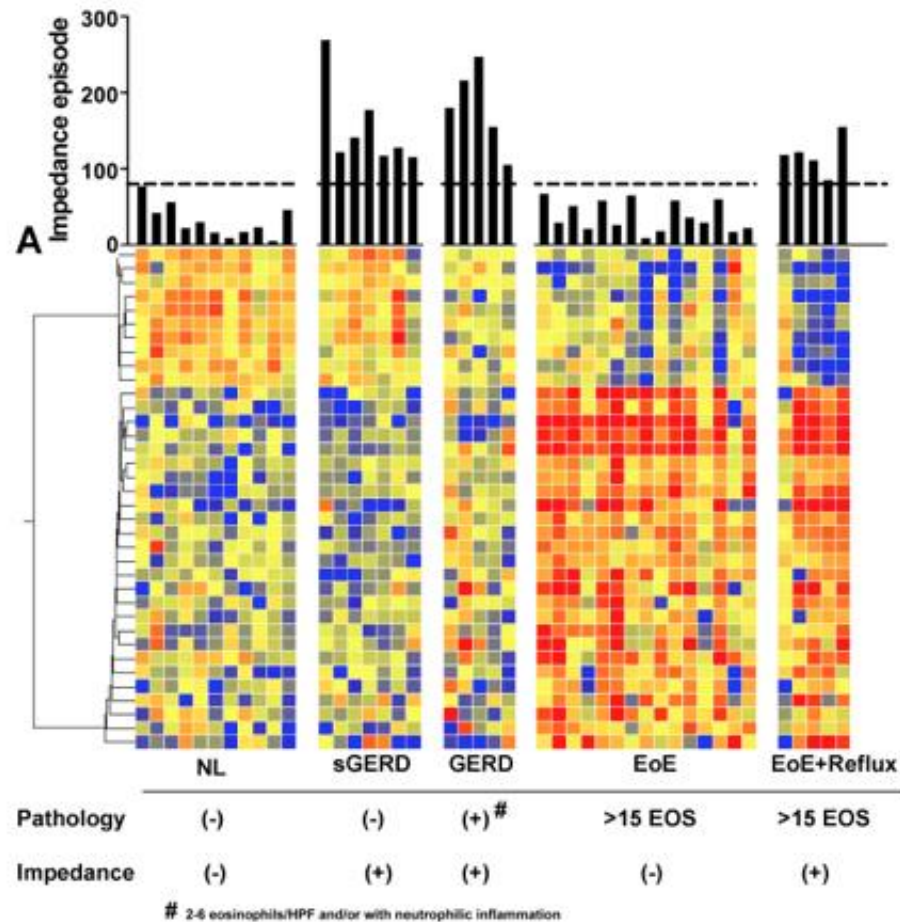 300
200
100
0
Impedance episode
A
NL sGERD GERD EoE EoE+Reflux
Pathology (-) (-) (+)# >15 EOS >15 EOS
Impedance (-) (+) (+) (-) (+)
# 2-6 eosinophils/HPF and/or with neutrophilic inflammation